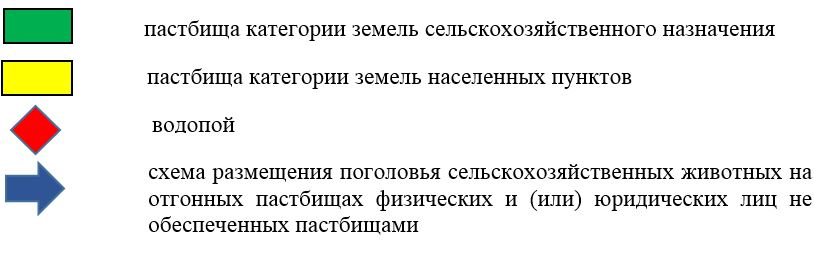 пастбища категории земель сельскохозяйственного назначения
пастбища категории земель населенных пунктов
водопой
схема размещения поголовья сельскохозяйственных животных на
отгонных пастбищах физических и (или) юридических лиц не
обеспеченных пастбищами